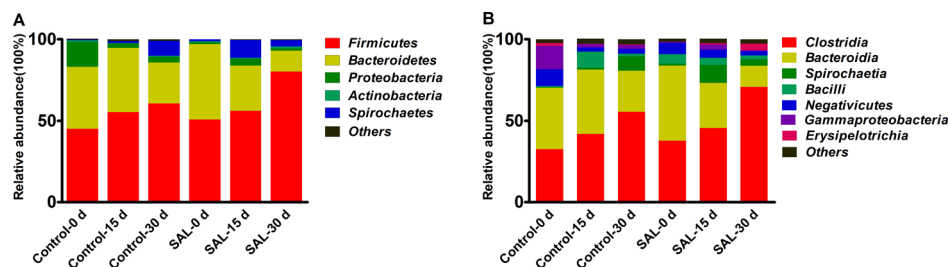 A
Relative abundance(100%)
100
50
0
Control-0 d
Control-15 d
Control-30 d
SAL-0 d
SAL-15 d
SAL-30 d
Firmicutes
Bacteroidetes
Proteobacteria
Actinobacteria
Spirochaetes
Others
B
Relative abundance(100%)
100
50
0
Control-0 d
Control-15 d
Control-30 d
SAL-0 d
SAL-15 d
SAL-30 d
Clostridia
Bacteroidia
Spirochaetia
Bacilli
Negativicutes
Gammaproteobacteria
Erysipelotrichia
Others